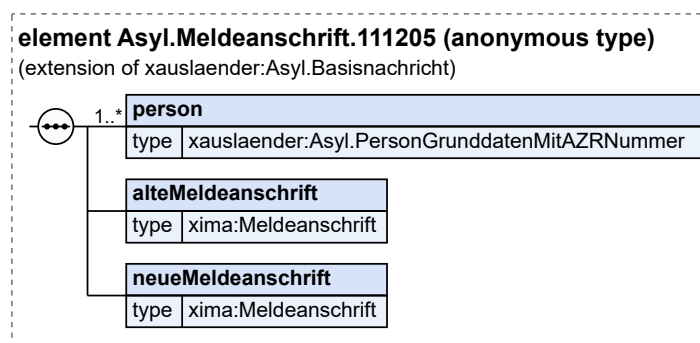 element Asyl.Meldeanschrift.111205 (anonymous type)
(extension of xauslaender:Asyl.Basisnachricht)
1..* person
type xauslaender:Asyl.PersonGrunddatenMitAZRNummer
alteMeldeanschrift
type xima:Meldeanschrift
neueMeldeanschrift
type xima:Meldeanschrift